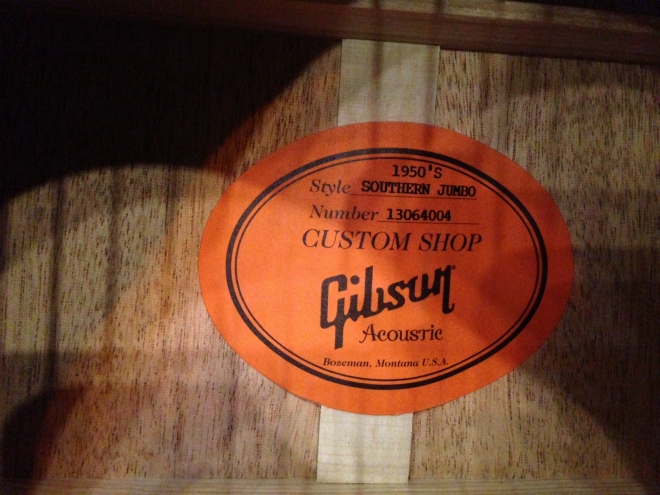 1950'S
Style SOUTHERN JUMBO
Number 13064004
CUSTOM SHOP
Gibson
Acoustic
Bozeman, Montana U.S.A.